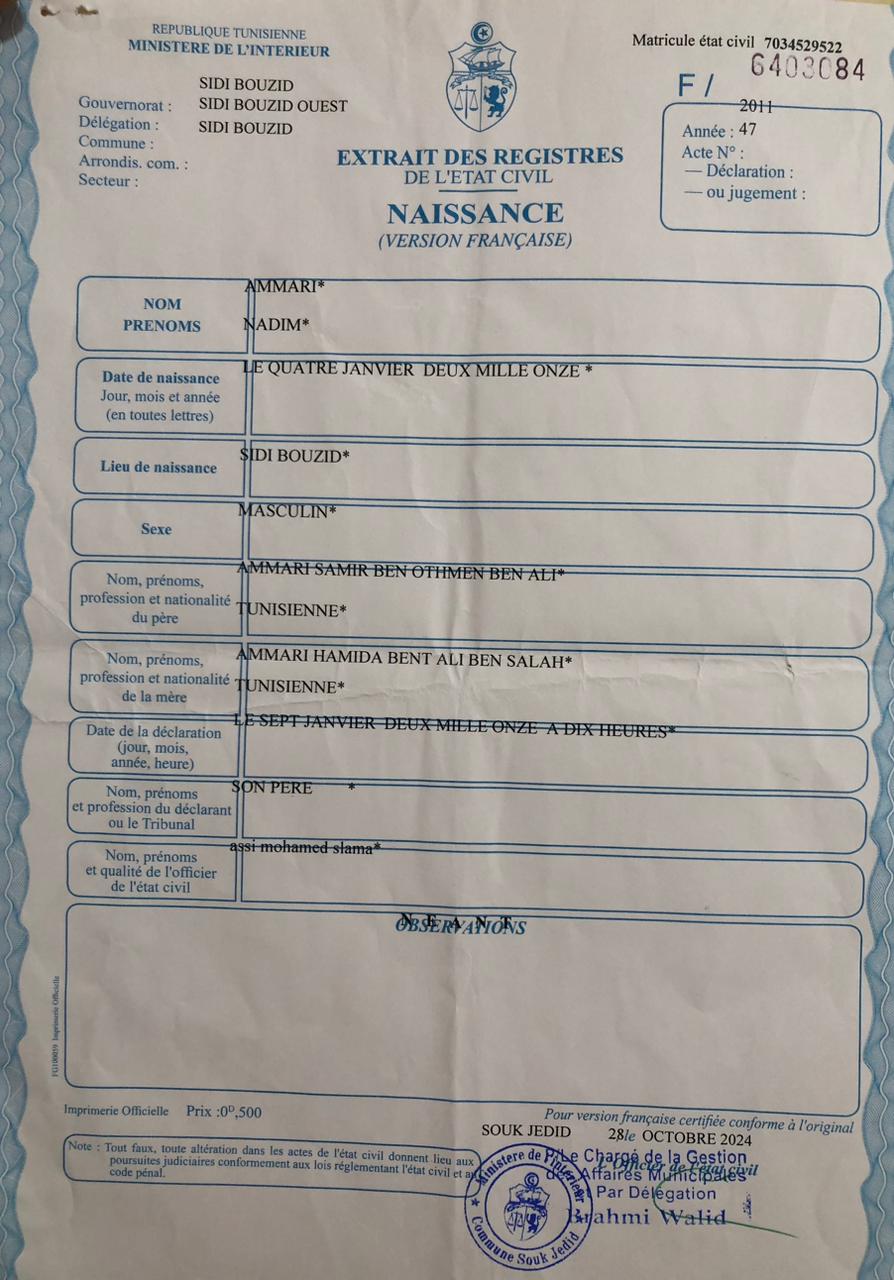 REPUBLIQUE TUNISIENNE
MINISTERE DE L'INTERIEUR
Matricule état civil 7034529522
6403084
F /
SIDI BOUZID
Gouvernorat : SIDI BOUZID OUEST
Délégation : SIDI BOUZID
Commune :
Arrondis. com. :
Secteur :
2011
Année : 47
Acte N° :
— Déclaration :
— ou jugement :
EXTRAIT DES REGISTRES
DE L'ETAT CIVIL
NAISSANCE
(VERSION FRANÇAISE)
NOM
PRENOMS
AMMARI*
NADIM*
Date de naissance
Jour, mois et année
(en toutes lettres)
LE QUATRE JANVIER DEUX MILLE ONZE *
Lieu de naissance
SIDI BOUZID*
Sexe
MASCULIN*
Nom, prénoms,
profession et nationalité
du père
AMMARI SAMIR BEN OTHMEN BEN ALI*
TUNISIENNE*
Nom, prénoms,
profession et nationalité
de la mère
AMMARI HAMIDA BENT ALI BEN SALAH*
TUNISIENNE*
Date de la déclaration
(jour, mois,
année, heure)
LE SEPT JANVIER DEUX MILLE ONZE A DIX HEURES*
Nom, prénoms
et profession du déclarant
ou le Tribunal
SON PERE *
Nom, prénoms
et qualité de l'officier
de l'état civil
assi mohamed slama*
N E A N T
OBSERVATIONS
FG100059 Imprimerie Officielle
Imprimerie Officielle Prix :0ᴰ,500
Pour version française certifiée conforme à l'original
SOUK JEDID 28le OCTOBRE 2024
Note : Tout faux, toute altération dans les actes de l'état civil donnent lieu aux
poursuites judiciaires conformement aux lois réglementant l'état civil et
code pénal.
L'Officier de l'état civil
P/Le Chargé de la Gestion
des Affaires Municipales
Par Délégation
Brahmi Walid
Ministere de l'interieur
Commune Souk Jedid